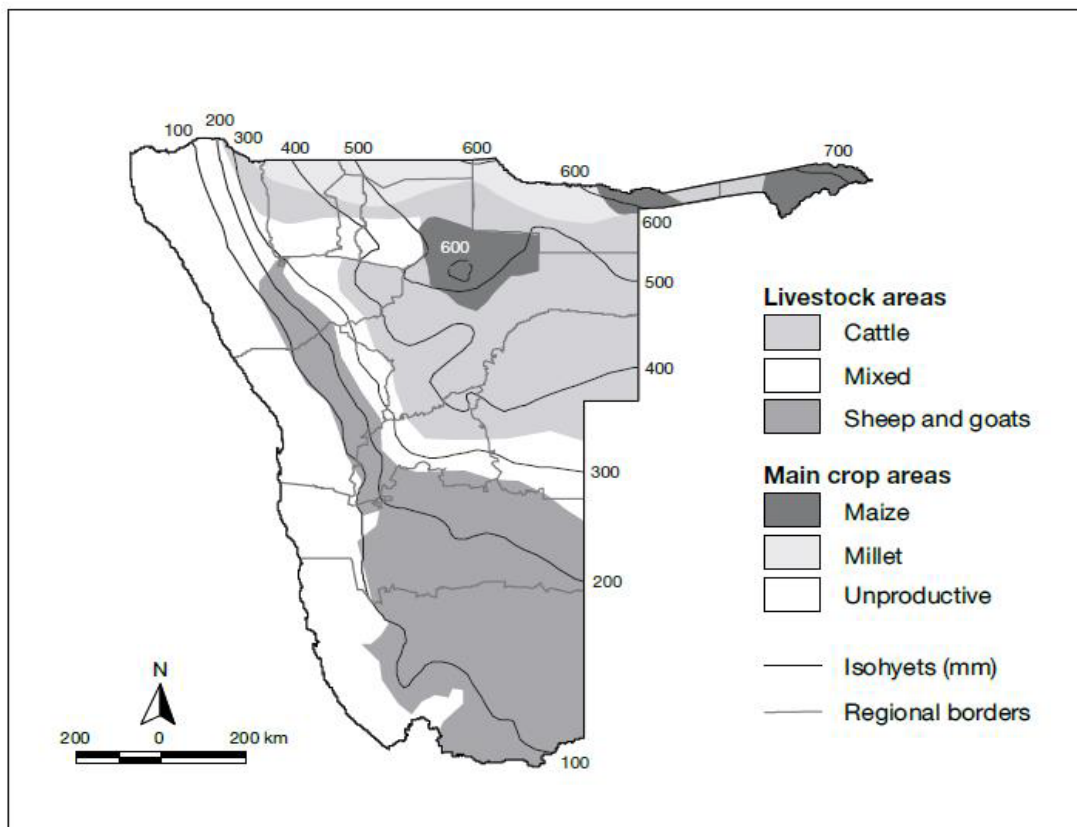 200
100
300
400
500
600
600
700
600
600
500
400
300
200
100
Livestock areas
Cattle
Mixed
Sheep and goats
Main crop areas
Maize
Millet
Unproductive
Isohyets (mm)
Regional borders
N
200 0 200 km